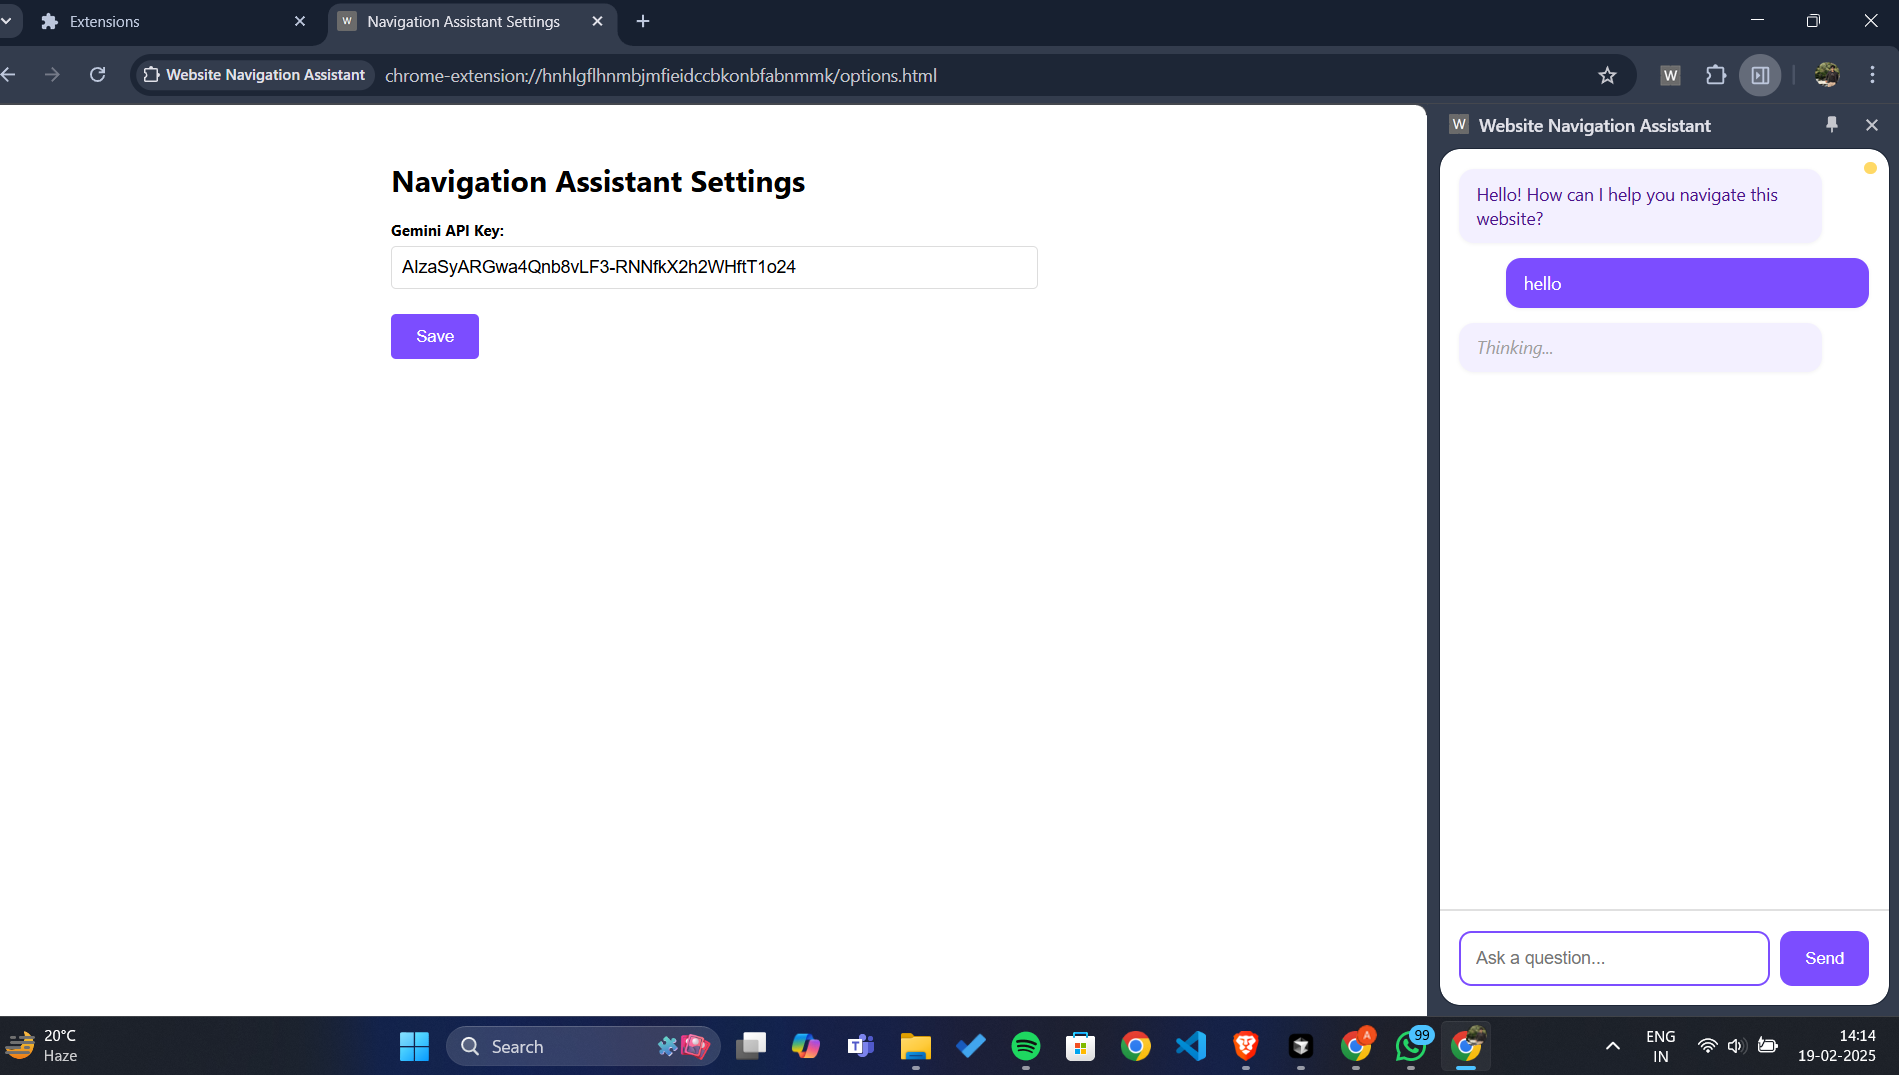 Extensions
W Navigation Assistant Settings
Website Navigation Assistant
chrome-extension://hnhlgflhnmbjmfieidccbkonbfabnmmk/options.html
W
W Website Navigation Assistant
Navigation Assistant Settings
Gemini API Key:
AIzaSyARGwa4Qnb8vLF3-RNNfkX2h2WHftT1o24
Save
Hello! How can I help you navigate this
website?
hello
Thinking...
Ask a question...
Send
20°C
Haze
Search
T
A
99
ENG
IN
14:14
19-02-2025